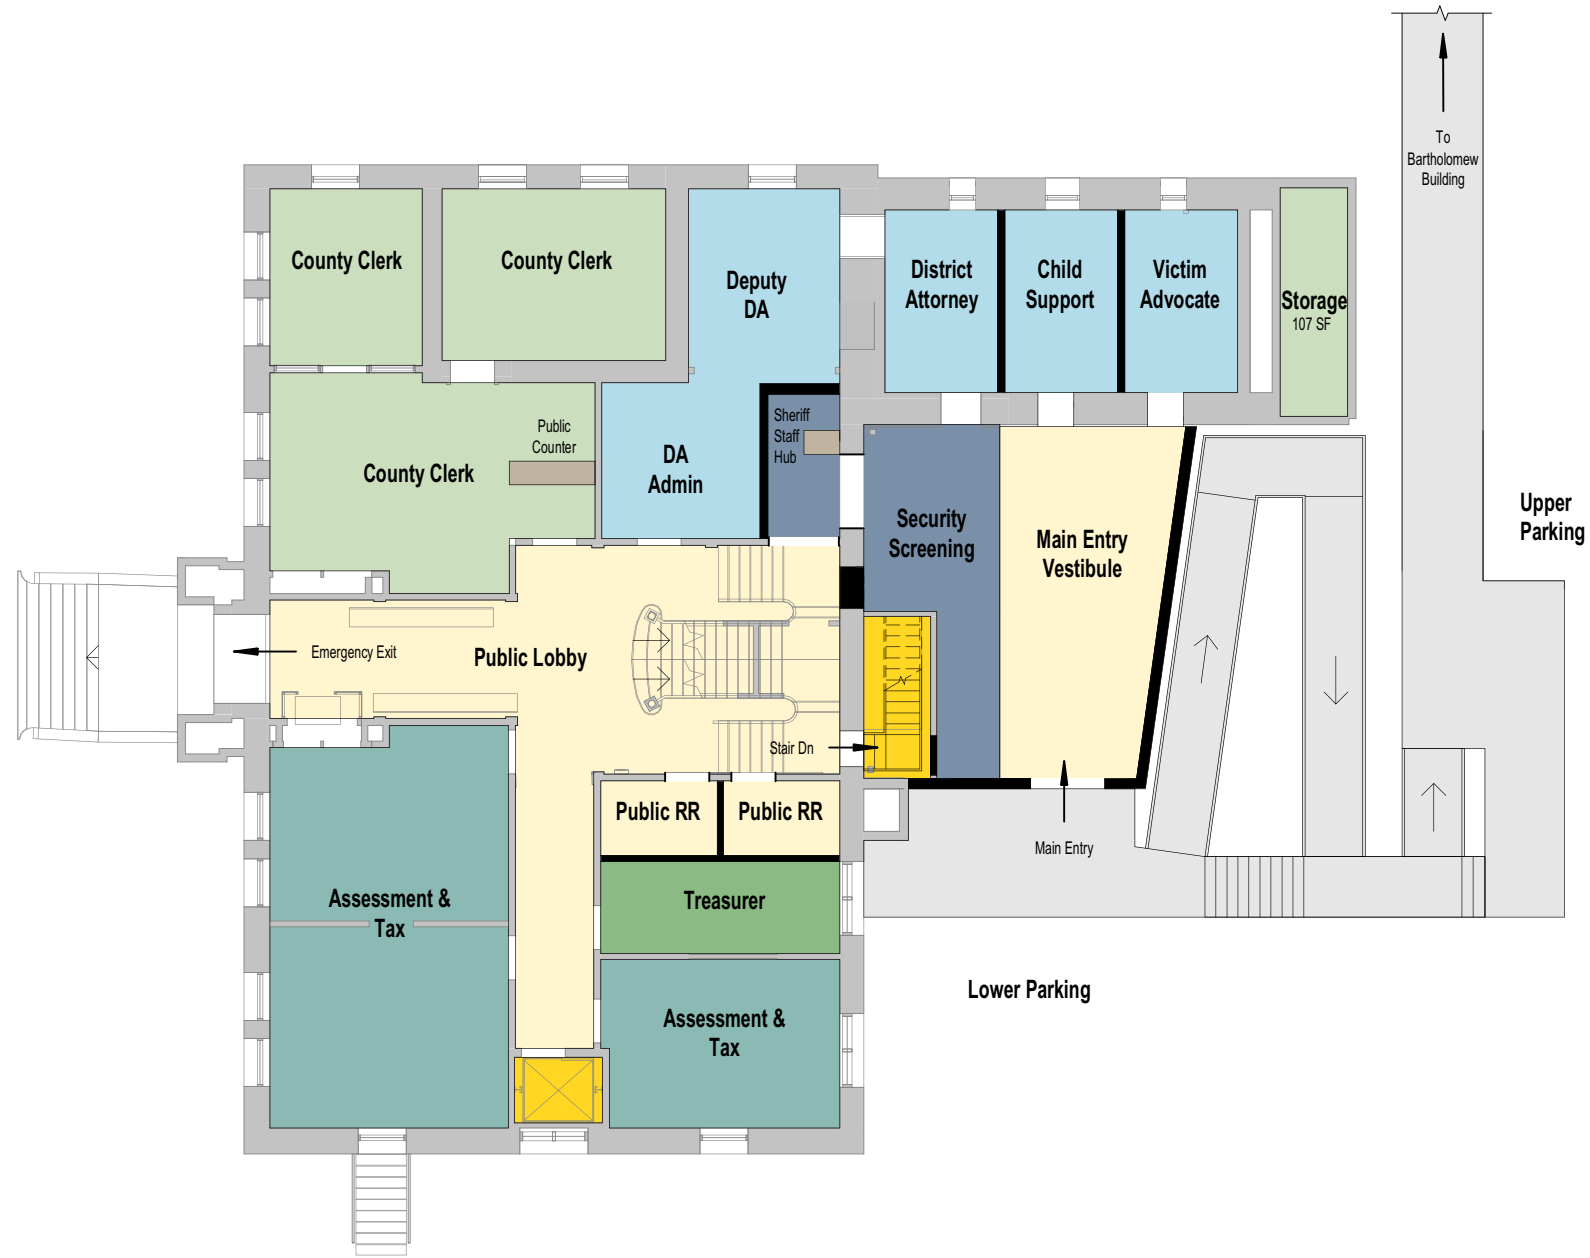 To
Bartholomew
Building
County Clerk
County Clerk
Deputy
DA
District
Attorney
Child
Support
Victim
Advocate
Storage
107 SF
Public
Counter
County Clerk
DA
Admin
Sheriff
Staff
Hub
Security
Screening
Main Entry
Vestibule
Upper
Parking
Emergency Exit
Public Lobby
Stair Dn
Public RR
Public RR
Main Entry
Assessment &
Tax
Treasurer
Lower Parking
Assessment &
Tax